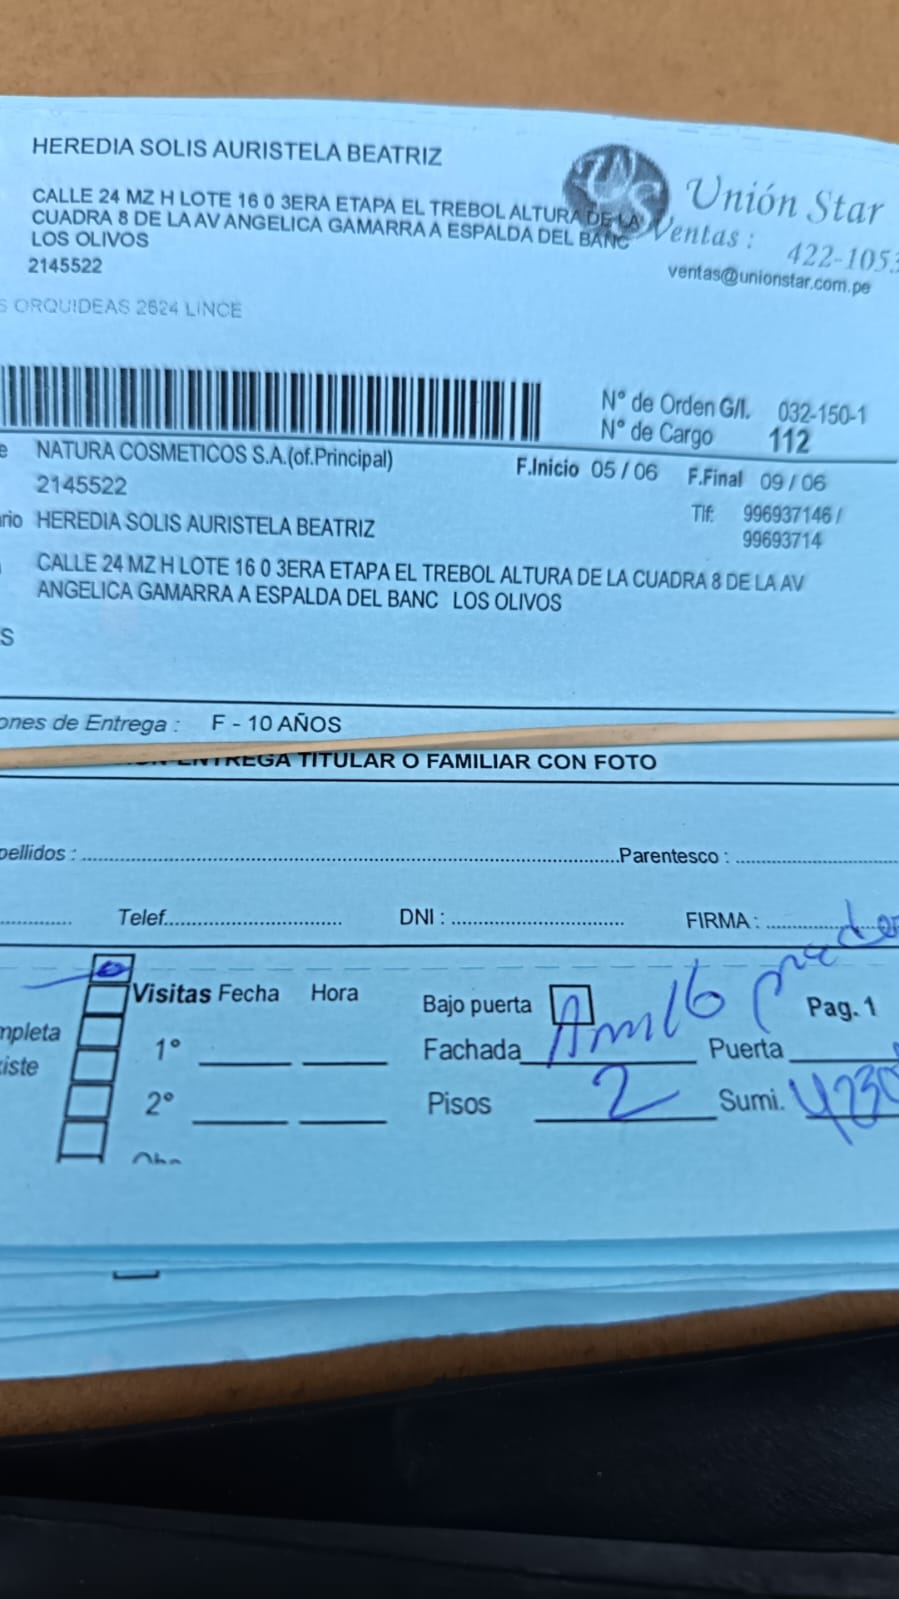 HEREDIA SOLIS AURISTELA BEATRIZ
CALLE 24 MZ H LOTE 16 0 3ERA ETAPA EL TREBOL ALTURA DE LA
CUADRA 8 DE LA AV ANGELICA GAMARRA A ESPALDA DEL BANC
LOS OLIVOS
2145522
Unión Star
Ventas : 422-1053
ventas@unionstar.com.pe
S ORQUIDEAS 2624 LINCE
N° de Orden G/I. 032-150-1
N° de Cargo 112
e NATURA COSMETICOS S.A.(of.Principal)
F.Inicio 05 / 06 F.Final 09 / 06
2145522
Tlf: 996937146 /
99693714
ario HEREDIA SOLIS AURISTELA BEATRIZ
CALLE 24 MZ H LOTE 16 0 3ERA ETAPA EL TREBOL ALTURA DE LA CUADRA 8 DE LA AV
ANGELICA GAMARRA A ESPALDA DEL BANC LOS OLIVOS
S
ones de Entrega : F - 10 AÑOS
ENTREGA TITULAR O FAMILIAR CON FOTO
pellidos : Parentesco :
Telef. DNI : FIRMA :
Visitas Fecha Hora Bajo puerta Pag. 1
mpleta 1° Fachada Puerta
iste
2° Pisos 2 Sumi. 4230